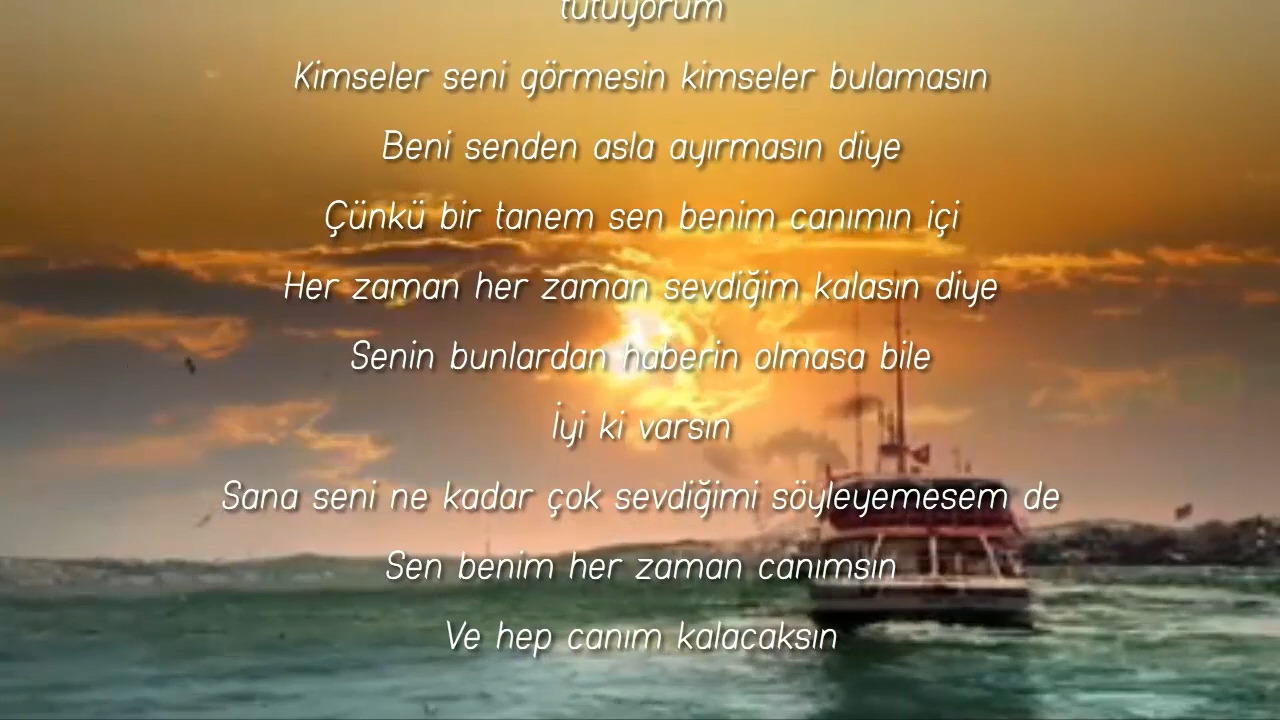 tutuyorum
Kimseler seni görmesin kimseler bulamasın
Beni senden asla ayırmasın diye
Çünkü bir tanem sen benim canımın içi
Her zaman her zaman sevdiğim kalasın diye
Senin bunlardan haberin olmasa bile
İyi ki varsın
Sana seni ne kadar çok sevdiğimi söyleyemesem de
Sen benim her zaman canımsın
Ve hep canım kalacaksın